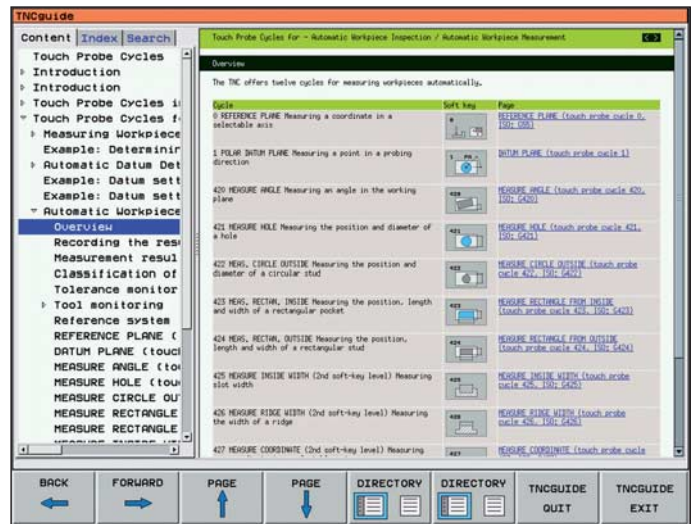 TNCguide
Content Index Search
Touch Probe Cycles
Introduction
Introduction
Touch Probe Cycles i
Touch Probe Cycles f
Measuring Workpiece
Example: Determinir
Automatic Datum Det
Example: Datum sett
Example: Datum sett
Automatic Workpiece
Overview
Recording the res
Measurement resul
Classification of
Tolerance monitor
Tool monitoring
Reference system
REFERENCE PLANE (
DATUM PLANE (touch
MEASURE ANGLE (to
MEASURE HOLE (tou
MEASURE CIRCLE OU
MEASURE RECTANGLE
MEASURE RECTANGLE
Touch Probe Cycles for - Automatic Workpiece Inspection / Automatic Workpiece Measurement
Overview
The TNC offers twelve cycles for measuring workpieces automatically.
Cycle Soft key Page
0 REFERENCE PLANE Measuring a coordinate in a
selectable axis
REFERENCE PLANE (touch probe cycle 0,
ISO: G55)
1 POLAR DATUM PLANE Measuring a point in a probing
direction
DATUM PLANE (touch probe cycle 1)
420 MEASURE ANGLE Measuring an angle in the working
plane
420
MEASURE ANGLE (touch probe cycle 420,
ISO: G420)
421 MEASURE HOLE Measuring the position and diameter of
a hole
421
MEASURE HOLE (touch probe cycle 421,
ISO: G421)
422 MEAS. CIRCLE OUTSIDE Measuring the position and
diameter of a circular stud
422
MEASURE CIRCLE OUTSIDE (touch probe
cycle 422, ISO: G422)
423 MEAS. RECTAN. INSIDE Measuring the position, length
and width of a rectangular pocket
423
MEASURE RECTANGLE FROM INSIDE
(touch probe cycle 423, ISO: G423)
424 MEAS. RECTAN. OUTSIDE Measuring the position,
length and width of a rectangular stud
424
MEASURE RECTANGLE FROM OUTSIDE
(touch probe cycle 424, ISO: G424)
425 MEASURE INSIDE WIDTH (2nd soft-key level) Measuring
slot width
425
MEASURE INSIDE WIDTH (touch probe
cycle 425, ISO: G425)
426 MEASURE RIDGE WIDTH (2nd soft-key level) Measuring
the width of a ridge
426
MEASURE RIDGE WIDTH (touch probe
cycle 426, ISO: G426)
427 MEASURE COORDINATE (2nd soft-key level) Measuring
427
MEASURE COORDINATE (touch probe cycle
BACK FORWARD PAGE PAGE DIRECTORY DIRECTORY TNCGUIDE TNCGUIDE
QUIT EXIT